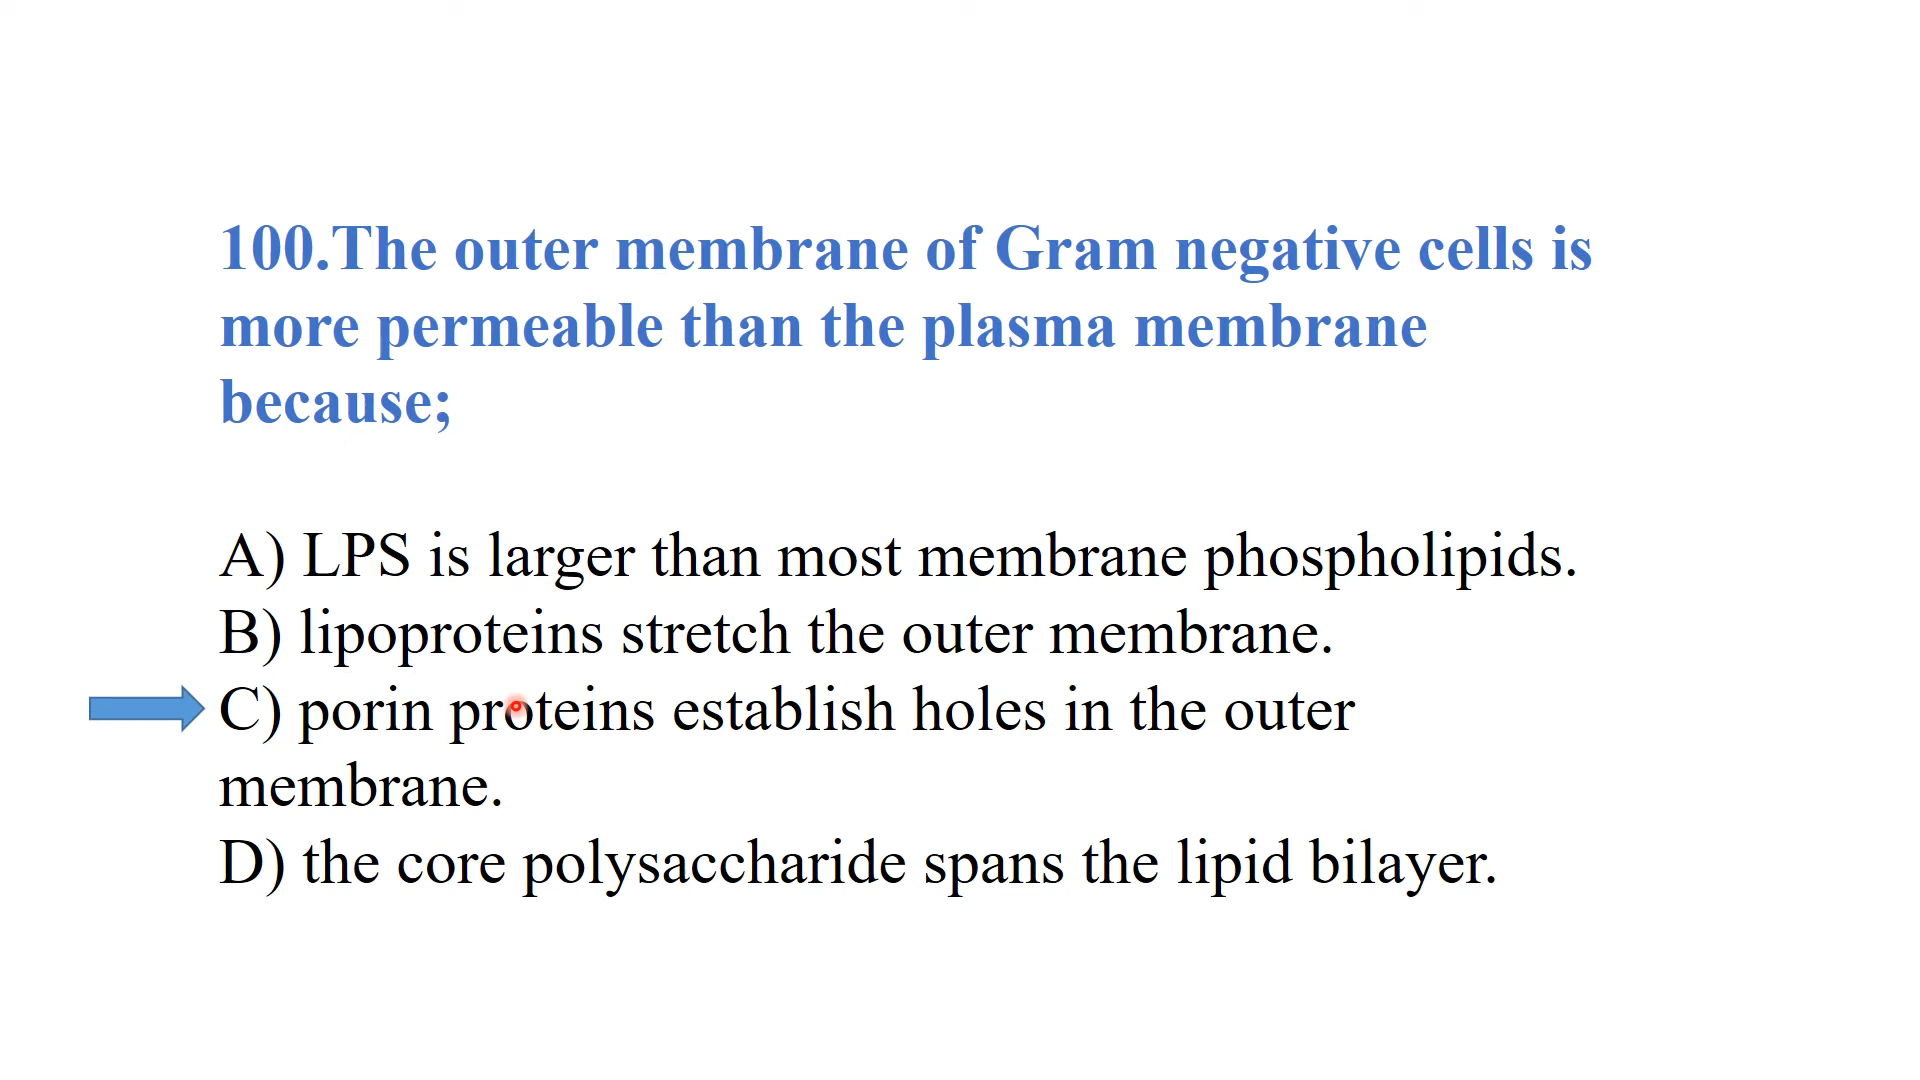 100.The outer membrane of Gram negative cells is
more permeable than the plasma membrane
because;
A) LPS is larger than most membrane phospholipids.
B) lipoproteins stretch the outer membrane.
C) porin proteins establish holes in the outer
membrane.
D) the core polysaccharide spans the lipid bilayer.